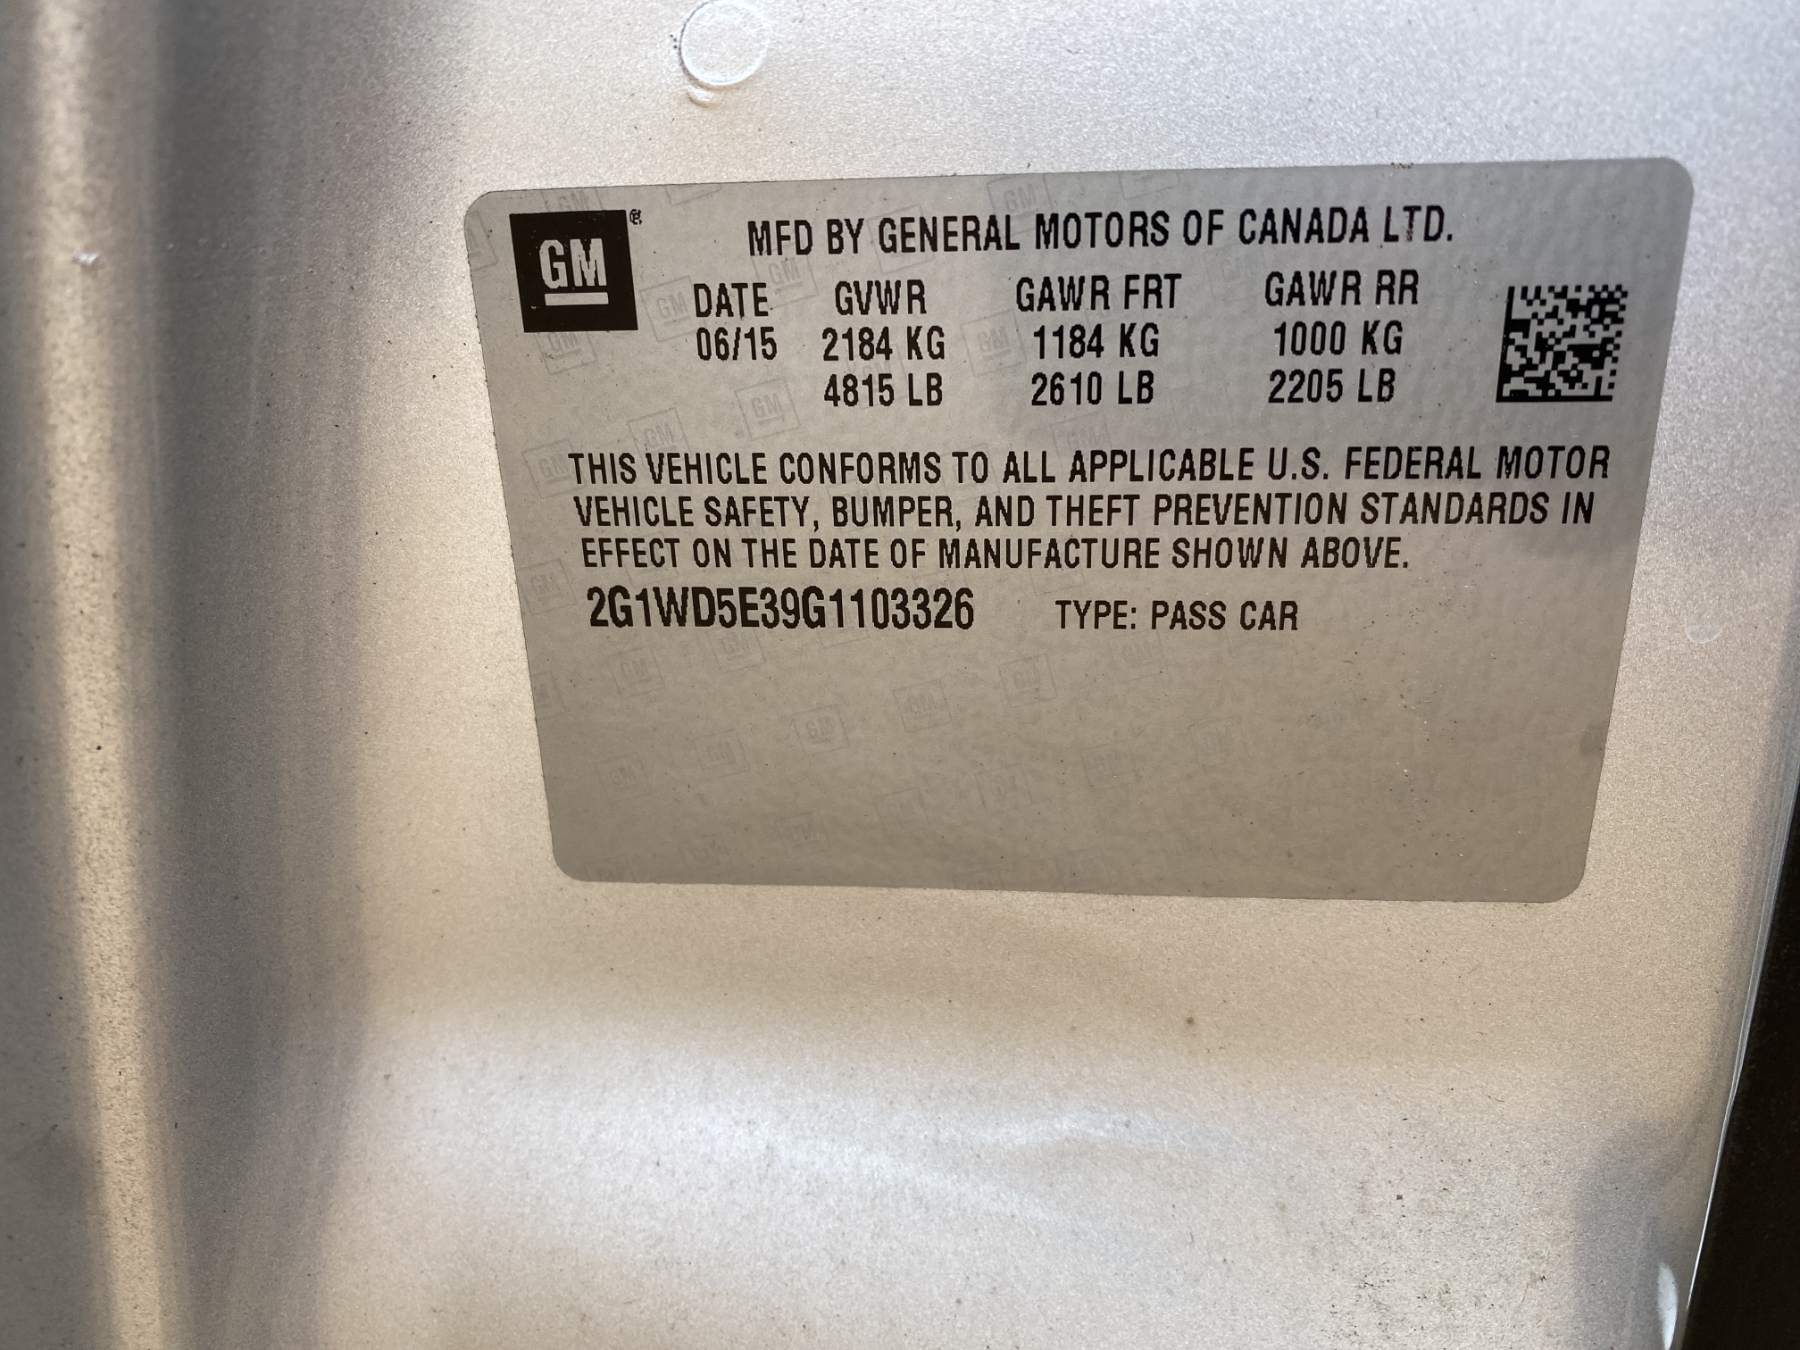 GM®
MFD BY GENERAL MOTORS OF CANADA LTD.
DATE GVWR GAWR FRT GAWR RR
06/15 2184 KG 1184 KG 1000 KG
4815 LB 2610 LB 2205 LB
THIS VEHICLE CONFORMS TO ALL APPLICABLE U.S. FEDERAL MOTOR
VEHICLE SAFETY, BUMPER, AND THEFT PREVENTION STANDARDS IN
EFFECT ON THE DATE OF MANUFACTURE SHOWN ABOVE.
2G1WD5E39G1103326 TYPE: PASS CAR